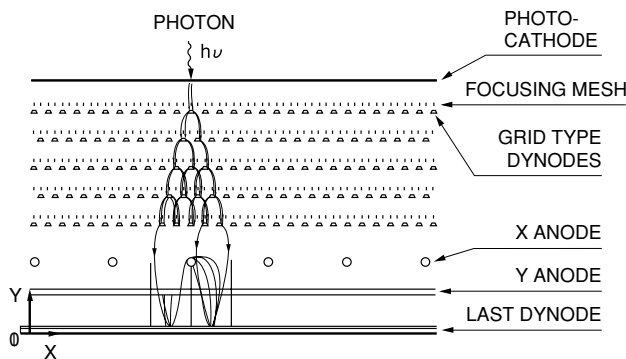 PHOTON
hν
PHOTO-
CATHODE
FOCUSING MESH
GRID TYPE
DYNODES
X ANODE
Y ANODE
LAST DYNODE
Y
0
X